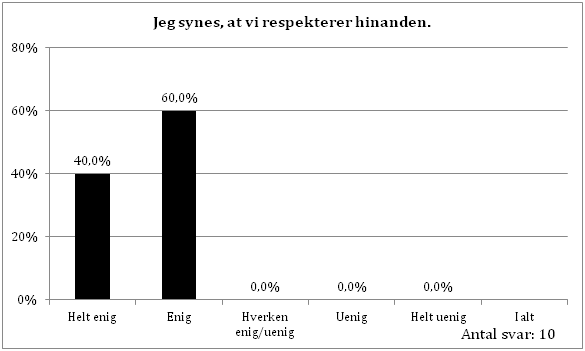 Jeg synes, at vi respekterer hinanden.
80%
60%
40%
20%
0%
40,0%
60,0%
0,0%
0,0%
0,0%
Helt enig
Enig
Hverken
enig/uenig
Uenig
Helt uenig
I alt
Antal svar: 10